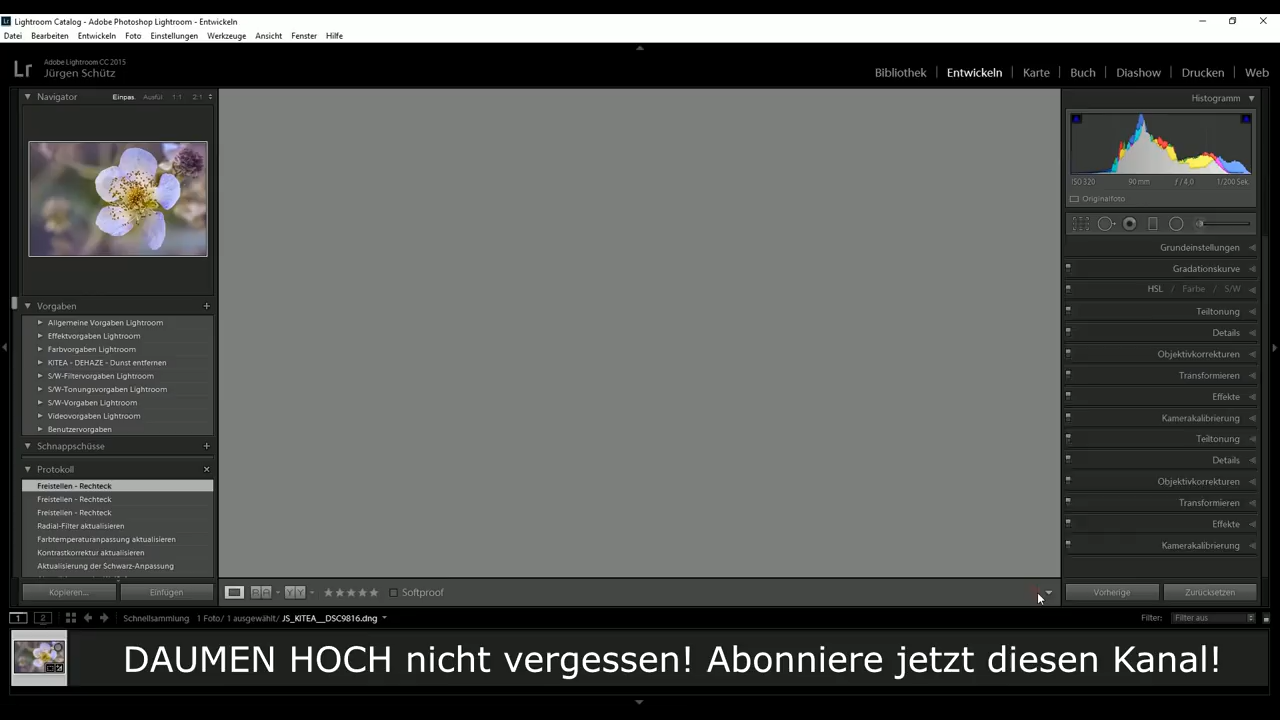 Lightroom Catalog - Adobe Photoshop Lightroom - Entwickeln
Datei Bearbeiten Entwickeln Foto Einstellungen Werkzeuge Ansicht Fenster Hilfe
Lr
Adobe Lightroom CC 2015
Jürgen Schütz
Bibliothek Entwickeln Karte Buch Diashow Drucken Web
Navigator Einpas. Ausfül 1:1 2:1
Vorgaben
Allgemeine Vorgaben Lightroom
Effektvorgaben Lightroom
Farbvorgaben Lightroom
KITEA - DEHAZE - Dunst entfernen
S/W-Filtervorgaben Lightroom
S/W-Tonungsvorgaben Lightroom
S/W-Vorgaben Lightroom
Videovorgaben Lightroom
Benutzervorgaben
Schnappschüsse
Protokoll
Freistellen - Rechteck
Freistellen - Rechteck
Freistellen - Rechteck
Radial-Filter aktualisieren
Farbtemperaturanpassung aktualisieren
Kontrastkorrektur aktualisieren
Aktualisierung der Schwarz-Anpassung
Kopieren... Einfügen
Softproof
Histogramm
ISO 320 90 mm ƒ / 4,0 1/200 Sek.
Originalfoto
Grundeinstellungen
Gradationskurve
HSL / Farbe / S/W
Teiltonung
Details
Objektivkorrekturen
Transformieren
Effekte
Kamerakalibrierung
Teiltonung
Details
Objektivkorrekturen
Transformieren
Effekte
Kamerakalibrierung
Vorherige Zurücksetzen
1 2 Schnellsammlung 1 Foto/ 1 ausgewählt/ JS_KITEA__DSC9816.dng Filter: Filter aus
DAUMEN HOCH nicht vergessen! Abonniere jetzt diesen Kanal!